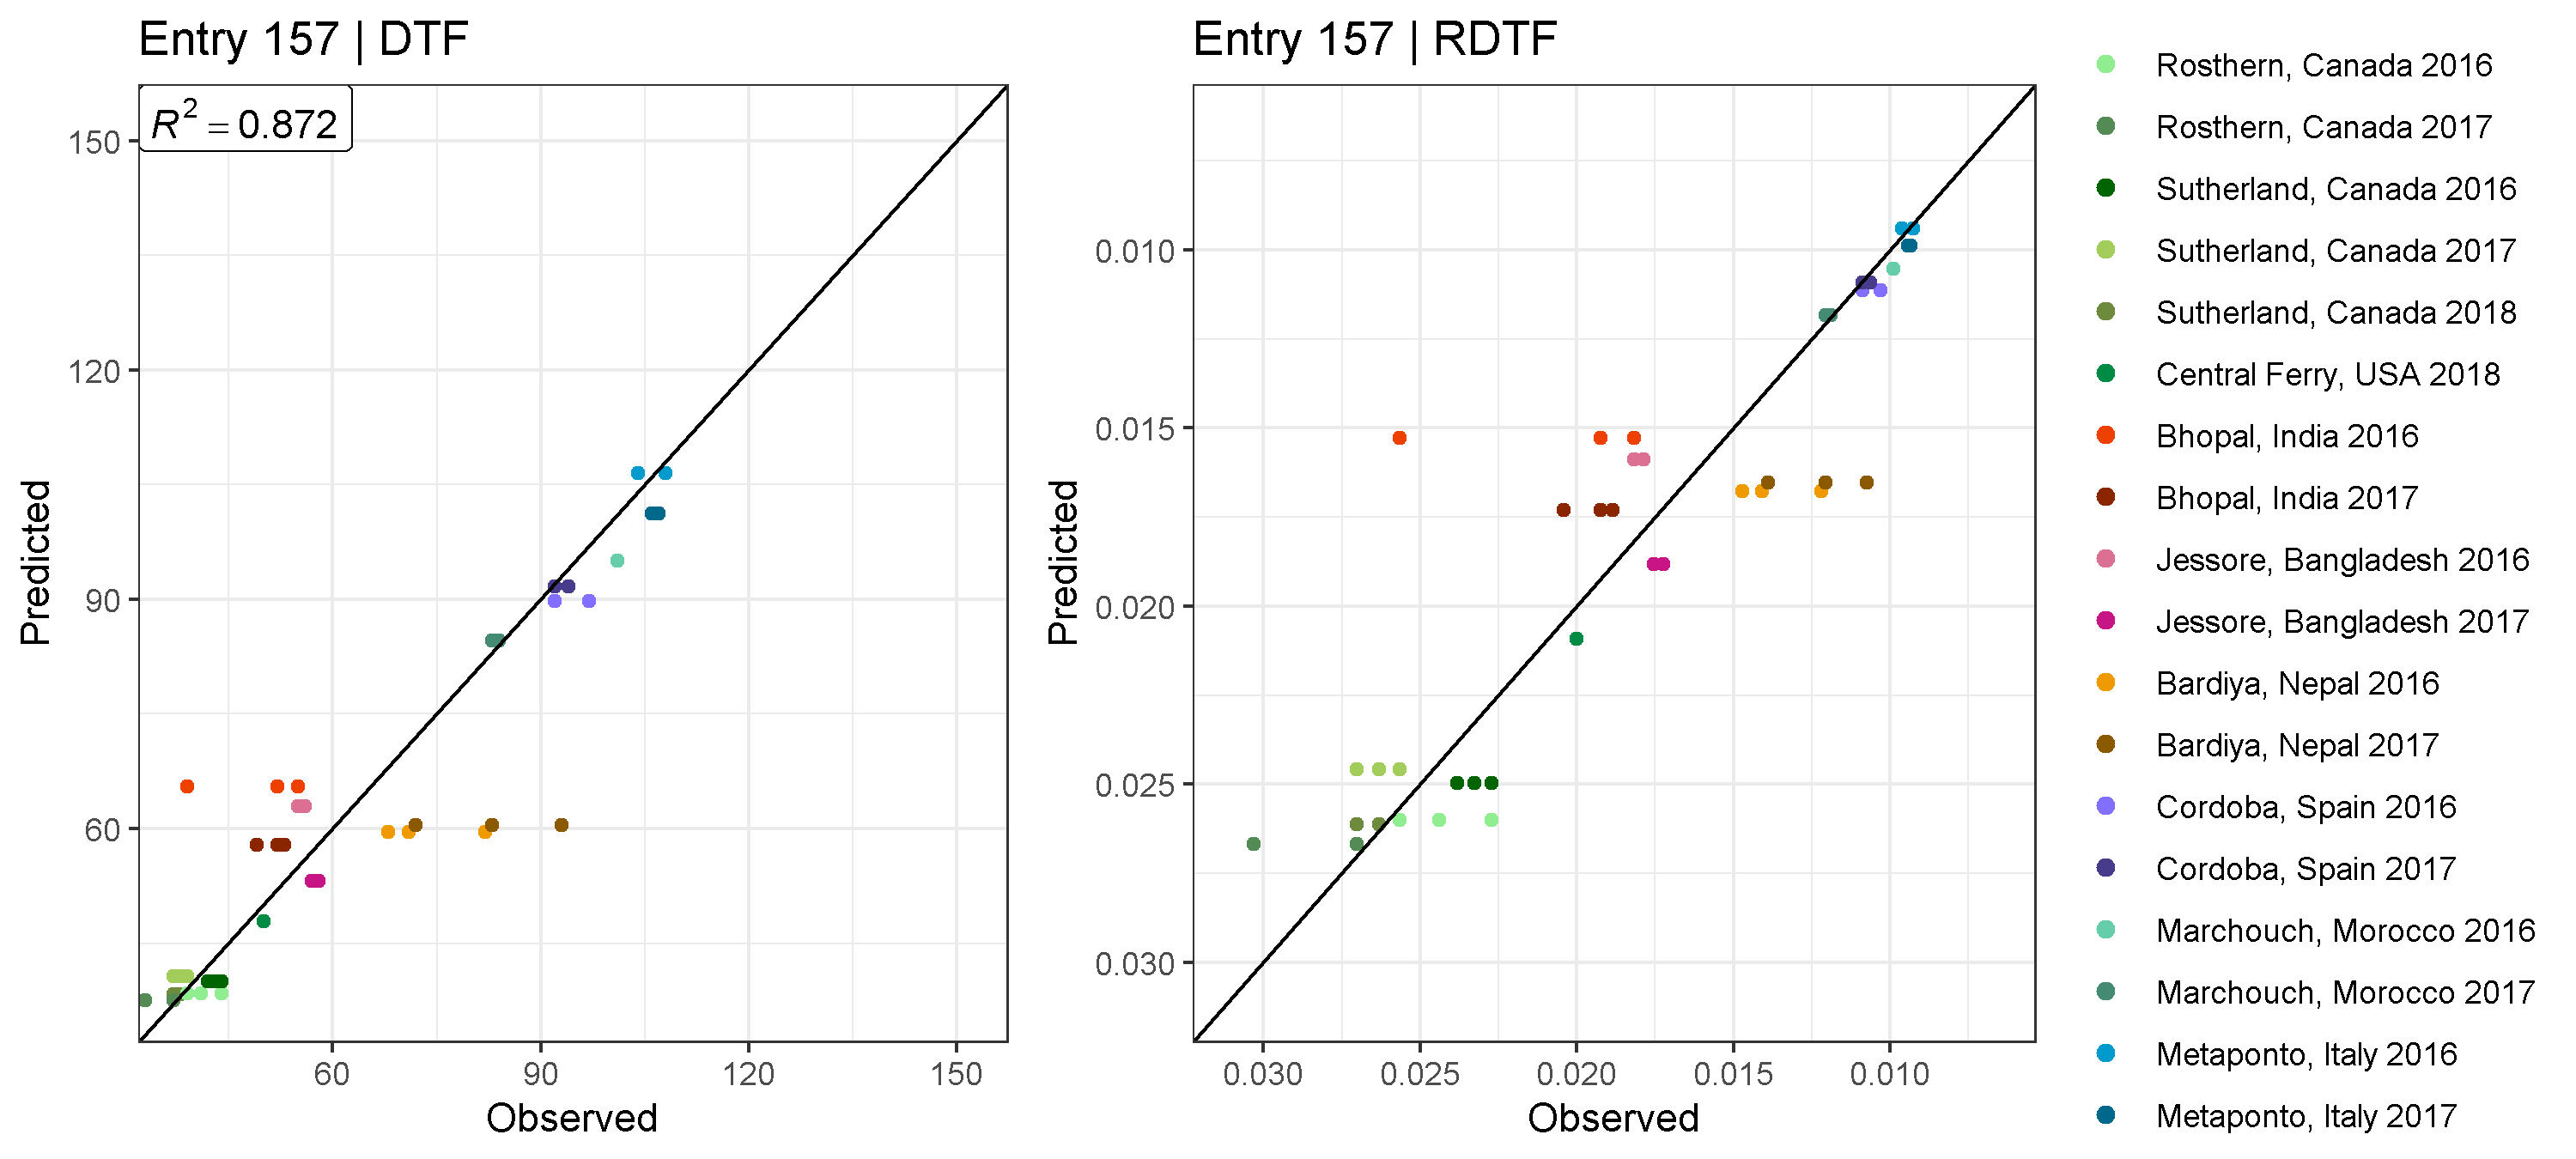 Entry 157 | DTF
R² = 0.872
150
120
90
60
Predicted
60
90
120
150
Observed
Entry 157 | RDTF
0.010
0.015
0.020
0.025
0.030
Predicted
0.030
0.025
0.020
0.015
0.010
Observed
Rosthern, Canada 2016
Rosthern, Canada 2017
Sutherland, Canada 2016
Sutherland, Canada 2017
Sutherland, Canada 2018
Central Ferry, USA 2018
Bhopal, India 2016
Bhopal, India 2017
Jessore, Bangladesh 2016
Jessore, Bangladesh 2017
Bardiya, Nepal 2016
Bardiya, Nepal 2017
Cordoba, Spain 2016
Cordoba, Spain 2017
Marchouch, Morocco 2016
Marchouch, Morocco 2017
Metaponto, Italy 2016
Metaponto, Italy 2017